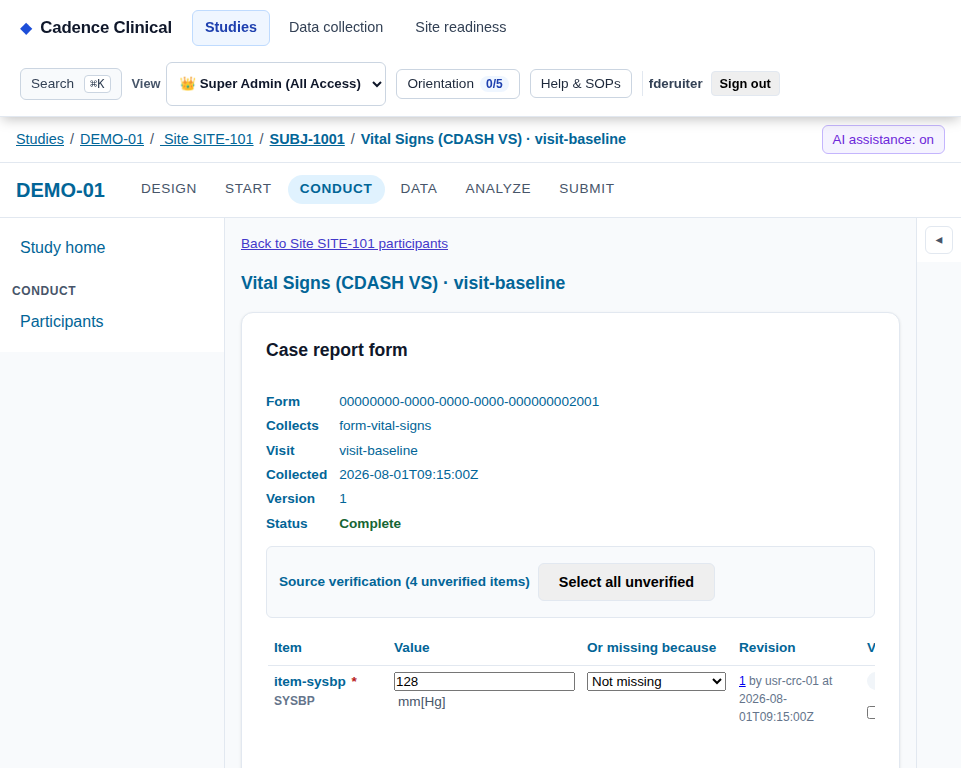 ◆ Cadence Clinical Studies Data collection Site readiness
Search ⌘K View 👑 Super Admin (All Access) Orientation 0/5 Help & SOPs fderuiter Sign out
Studies / DEMO-01 / Site SITE-101 / SUBJ-1001 / Vital Signs (CDASH VS) · visit-baseline AI assistance: on
DEMO-01 DESIGN START CONDUCT DATA ANALYZE SUBMIT
Study home
CONDUCT
Participants
Back to Site SITE-101 participants
Vital Signs (CDASH VS) · visit-baseline
Case report form
Form 00000000-0000-0000-0000-000000002001
Collects form-vital-signs
Visit visit-baseline
Collected 2026-08-01T09:15:00Z
Version 1
Status Complete
Source verification (4 unverified items) Select all unverified
Item Value Or missing because Revision
item-sysbp * 128 Not missing 1 by usr-crc-01 at
SYSBP mm[Hg] 2026-08-
01T09:15:00Z